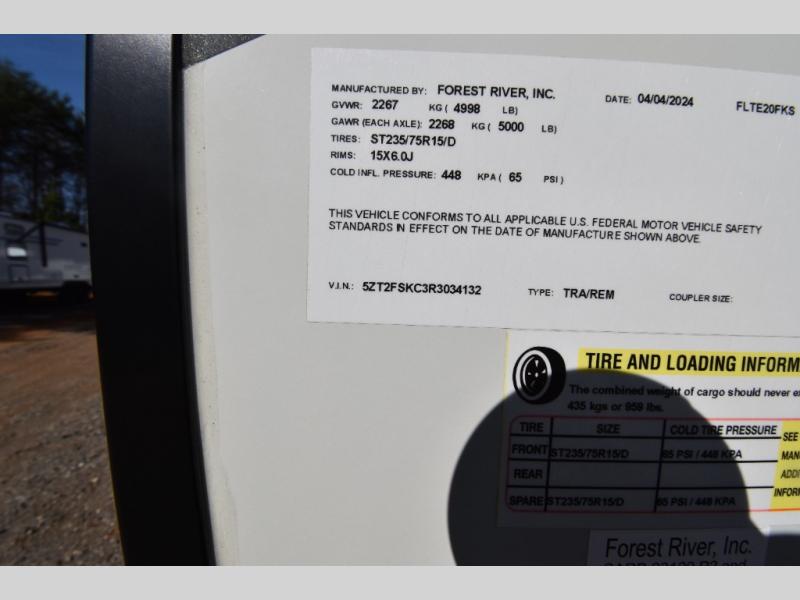 MANUFACTURED BY: FOREST RIVER, INC. DATE: 04/04/2024 FLTE20FKS
GVWR: 2267 KG ( 4998 LB)
GAWR (EACH AXLE): 2268 KG ( 5000 LB)
TIRES: ST235/75R15/D
RIMS: 15X6.0J
COLD INFL. PRESSURE: 448 KPA ( 65 PSI )
THIS VEHICLE CONFORMS TO ALL APPLICABLE U.S. FEDERAL MOTOR VEHICLE SAFETY
STANDARDS IN EFFECT ON THE DATE OF MANUFACTURE SHOWN ABOVE.
V.I.N.: 5ZT2FSKC3R3034132 TYPE: TRA/REM COUPLER SIZE:
TIRE AND LOADING INFORM
The combined weight of cargo should never ex
435 kgs or 959 lbs.
TIRE SIZE COLD TIRE PRESSURE SEE
FRONT ST235/75R15/D 65 PSI / 448 KPA MANU
REAR ADDI
SPARE ST235/75R15/D 65 PSI / 448 KPA INFORM
Forest River, Inc.